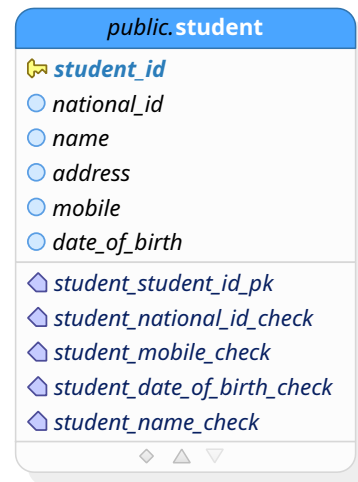 public.student
student_id
national_id
name
address
mobile
date_of_birth
student_student_id_pk
student_national_id_check
student_mobile_check
student_date_of_birth_check
student_name_check